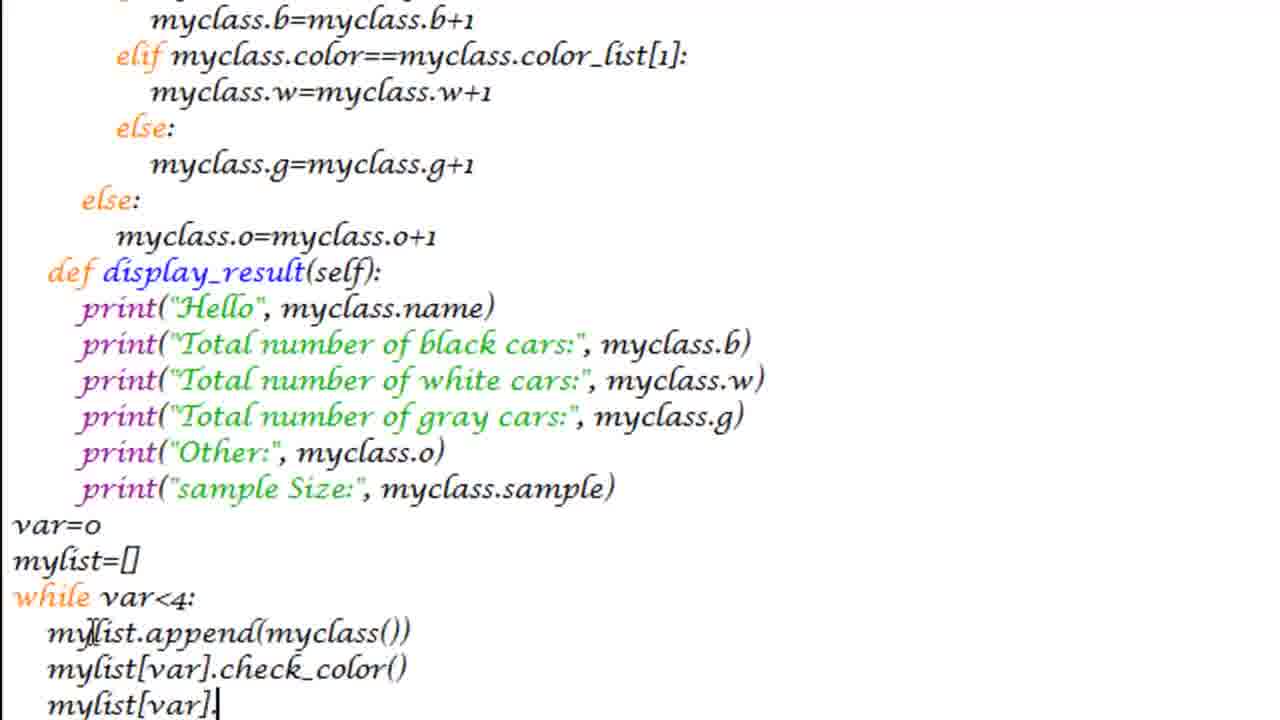 myclass.b=myclass.b+1
elif myclass.color==myclass.color_list[1]:
myclass.w=myclass.w+1
else:
myclass.g=myclass.g+1
else:
myclass.o=myclass.o+1
def display_result(self):
print("Hello", myclass.name)
print("Total number of black cars:", myclass.b)
print("Total number of white cars:", myclass.w)
print("Total number of gray cars:", myclass.g)
print("Other:", myclass.o)
print("sample Size:", myclass.sample)
var=0
mylist=[]
while var<4:
mylist.append(myclass())
mylist[var].check_color()
mylist[var].